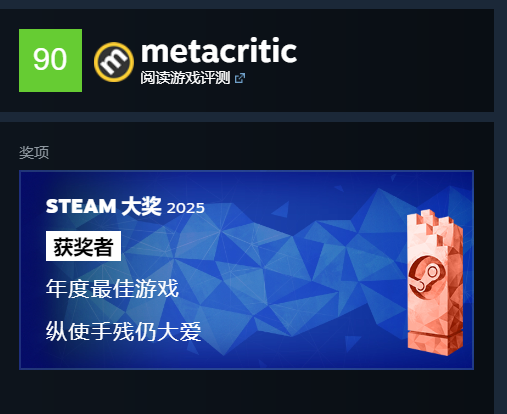 90
metacritic
阅读游戏评测
奖项
STEAM 大奖 2025
获奖者
年度最佳游戏
纵使手残仍大爱